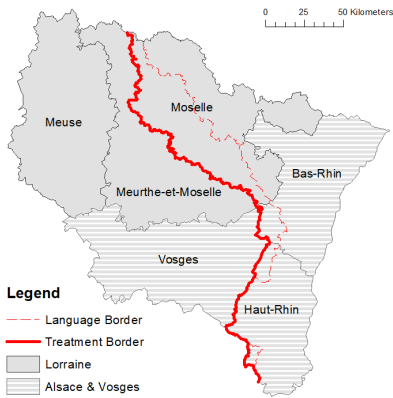 0 25 50 Kilometers
Moselle
Meuse
Bas-Rhin
Meurthe-et-Moselle
Vosges
Haut-Rhin
Legend
Language Border
Treatment Border
Lorraine
Alsace & Vosges